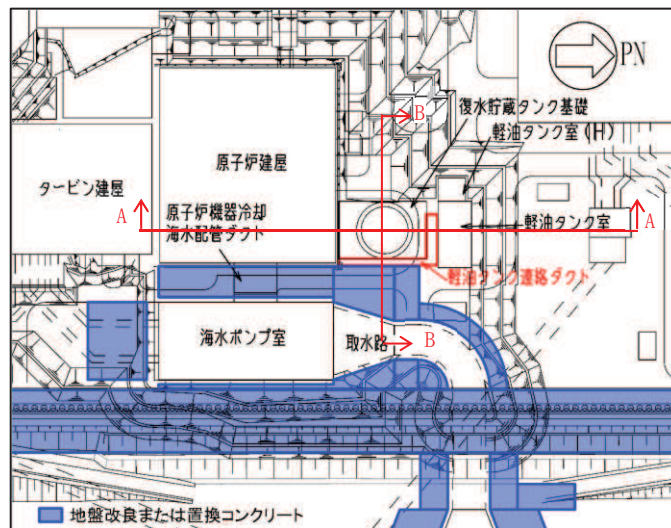 PN
B
復水貯蔵タンク基礎
軽油タンク室(H)
原子炉建屋
タービン建屋
A
原子炉機器冷却
海水配管ダクト
A
軽油タンク室
軽油タンク連絡ダクト
海水ポンプ室
取水路
B
地盤改良または置換コンクリート